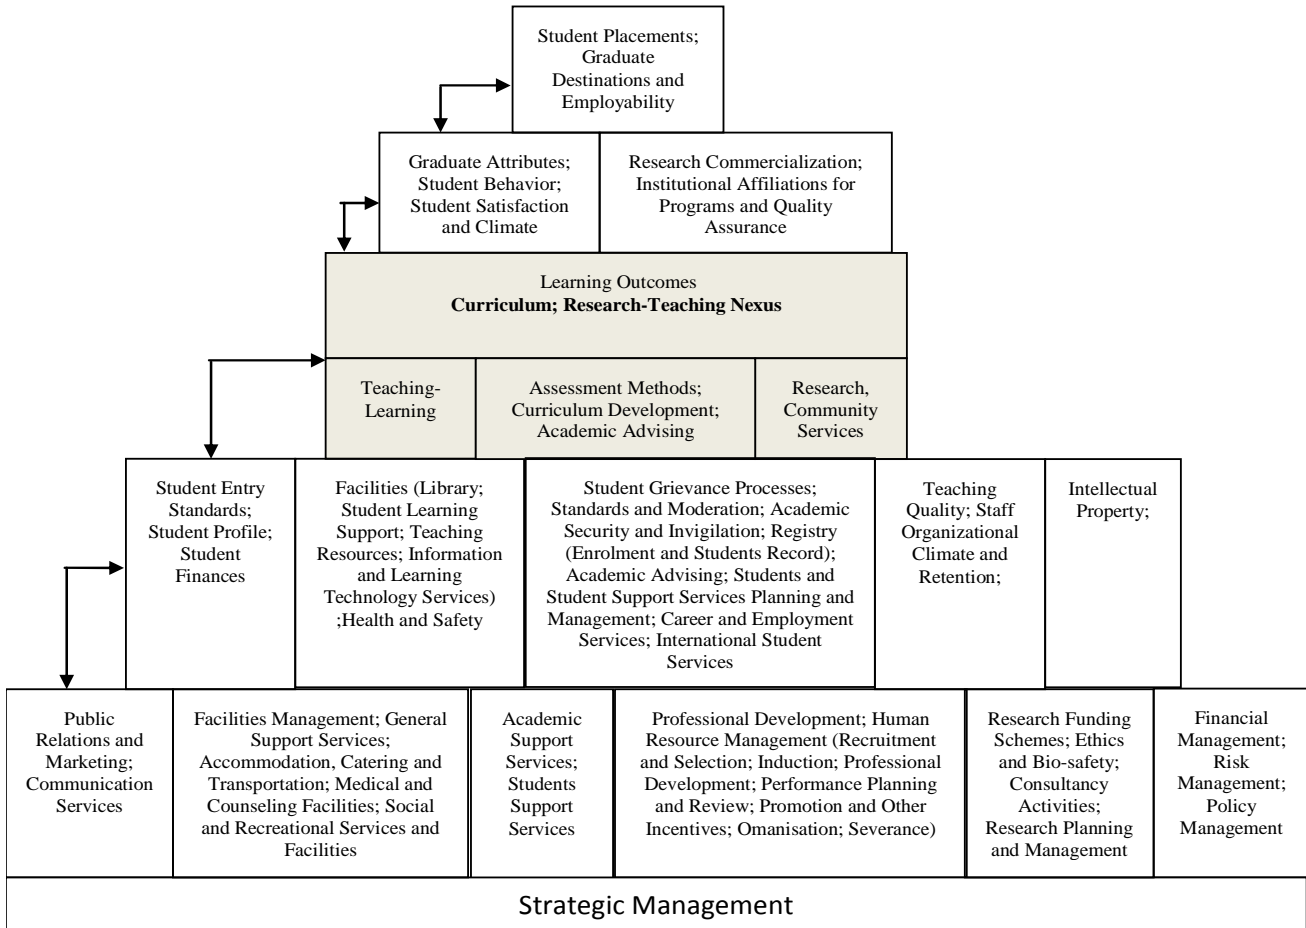 Student Placements;
Graduate
Destinations and
Employability
Graduate Attributes;
Student Behavior;
Student Satisfaction
and Climate
Research Commercialization;
Institutional Affiliations for
Programs and Quality
Assurance
Learning Outcomes
Curriculum; Research-Teaching Nexus
Teaching-
Learning
Assessment Methods;
Curriculum Development;
Academic Advising
Research,
Community
Services
Student Entry
Standards;
Student Profile;
Student
Finances
Facilities (Library;
Student Learning
Support; Teaching
Resources; Information
and Learning
Technology Services)
;Health and Safety
Student Grievance Processes;
Standards and Moderation; Academic
Security and Invigilation; Registry
(Enrolment and Students Record);
Academic Advising; Students and
Student Support Services Planning and
Management; Career and Employment
Services; International Student
Services
Teaching
Quality; Staff
Organizational
Climate and
Retention;
Intellectual
Property;
Public
Relations and
Marketing;
Communication
Services
Facilities Management; General
Support Services;
Accommodation, Catering and
Transportation; Medical and
Counseling Facilities; Social
and Recreational Services and
Facilities
Academic
Support
Services;
Students
Support
Services
Professional Development; Human
Resource Management (Recruitment
and Selection; Induction; Professional
Development; Performance Planning
and Review; Promotion and Other
Incentives; Omanisation; Severance)
Research Funding
Schemes; Ethics
and Bio-safety;
Consultancy
Activities;
Research Planning
and Management
Financial
Management;
Risk
Management;
Policy
Management
Strategic Management